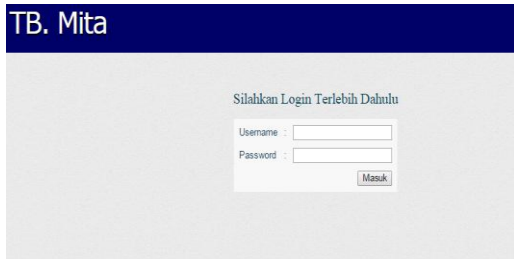 TB. Mita
Silahkan Login Terlebih Dahulu
Username :
Password :
Masuk